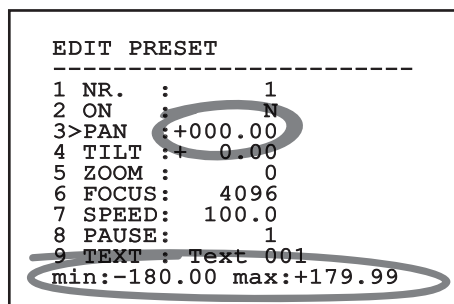 EDIT PRESET
------------------------
1 NR.  :        1
2 ON   :        N
3>PAN  :+000.00
4 TILT :+  0.00
5 ZOOM :        0
6 FOCUS:   4096
7 SPEED:  100.0
8 PAUSE:        1
9 TEXT : Text 001
min:-180.00 max:+179.99